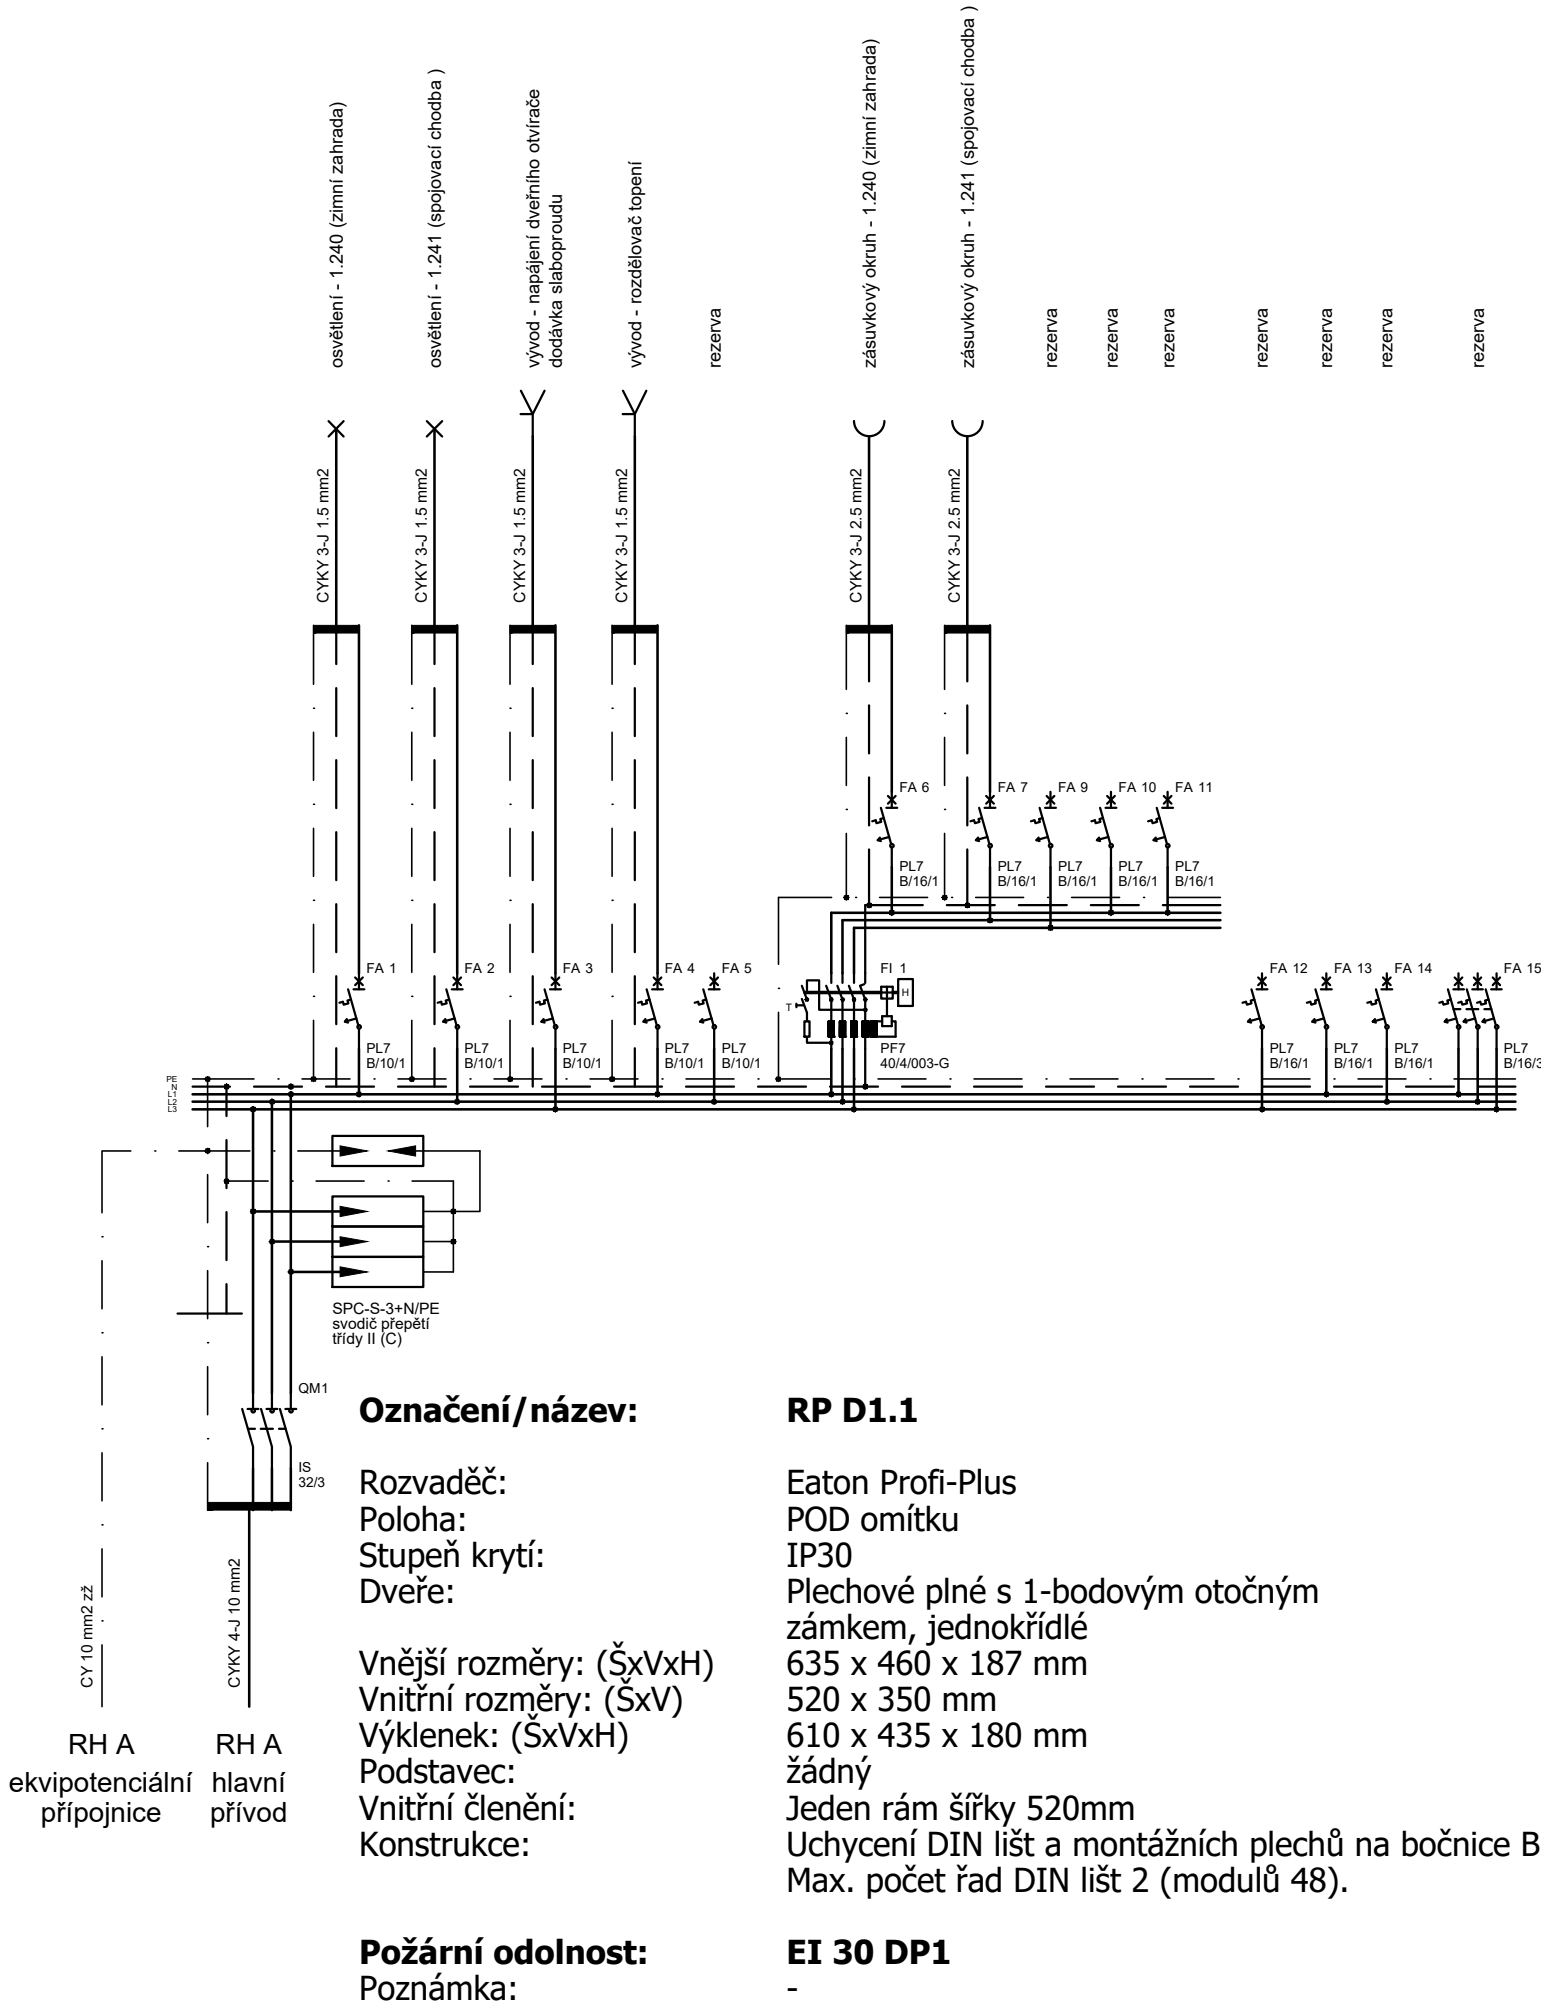 osvětlení - 1.240 (zimní zahrada)
osvětlení - 1.241 (spojovací chodba )
vývod - napájení dveřního otvírače
dodávka slaboproudu
vývod - rozdělovač topení
rezerva
zásuvkový okruh - 1.240 (zimní zahrada)
zásuvkový okruh - 1.241 (spojovací chodba )
rezerva
rezerva
rezerva
rezerva
rezerva
rezerva
rezerva
CYKY 3-J 1.5 mm2
CYKY 3-J 1.5 mm2
CYKY 3-J 1.5 mm2
CYKY 3-J 1.5 mm2
CYKY 3-J 2.5 mm2
CYKY 3-J 2.5 mm2
FA 6
FA 7
FA 9
FA 10
FA 11
PL7
B/16/1
PL7
B/16/1
PL7
B/16/1
PL7
B/16/1
PL7
B/16/1
FA 1
FA 2
FA 3
FA 4
FA 5
FI 1
FA 12
FA 13
FA 14
FA 15
H
T
PL7
B/10/1
PL7
B/10/1
PL7
B/10/1
PL7
B/10/1
PL7
B/10/1
PF7
40/4/003-G
PL7
B/16/1
PL7
B/16/1
PL7
B/16/1
PL7
B/16/3
PE
N
L1
L2
L3
SPC-S-3+N/PE
svodič přepětí
třídy II (C)
QM1
IS
32/3
CY 10 mm2 zž
CYKY 4-J 10 mm2
RH A
ekvipotenciální
přípojnice
RH A
hlavní
přívod
Označení/název: RP D1.1
Rozvaděč: Eaton Profi-Plus
Poloha: POD omítku
Stupeň krytí: IP30
Dveře: Plechové plné s 1-bodovým otočným
zámkem, jednokřídlé
Vnější rozměry: (ŠxVxH) 635 x 460 x 187 mm
Vnitřní rozměry: (ŠxV) 520 x 350 mm
Výklenek: (ŠxVxH) 610 x 435 x 180 mm
Podstavec: žádný
Vnitřní členění: Jeden rám šířky 520mm
Konstrukce: Uchycení DIN lišt a montážních plechů na bočnice B
Max. počet řad DIN lišt 2 (modulů 48).
Požární odolnost: EI 30 DP1
Poznámka: -